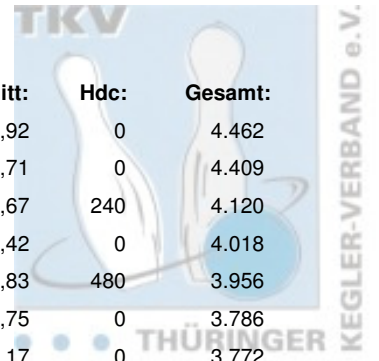 TKV
itt: Hdc: Gesamt:
,92 0 4.462
,71 0 4.409
,67 240 4.120
,42 0 4.018
,83 480 3.956
,75 0 3.786
THÜRINGER
,17 0 3.772
KEGLER-VERBAND e.V.